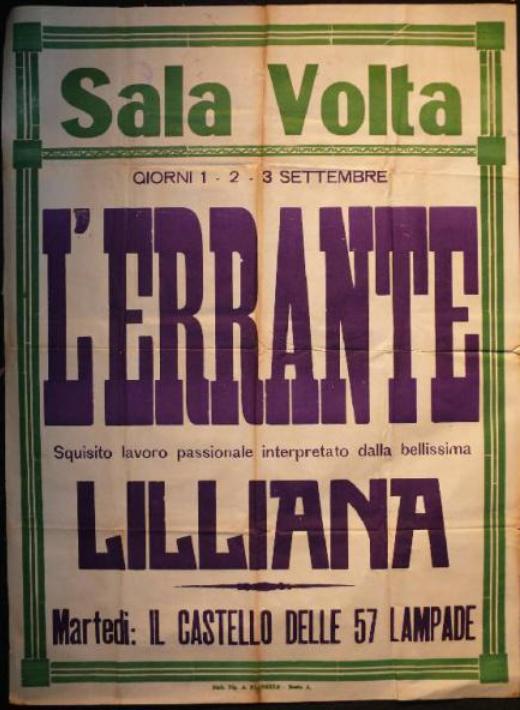 Sala Volta
GIORNI 1 - 2 - 3 SETTEMBRE
L'ERRANTE
Squisito lavoro passionale interpretato dalla bellissima
LILLIANA
Martedi: IL CASTELLO DELLE 57 LAMPADE